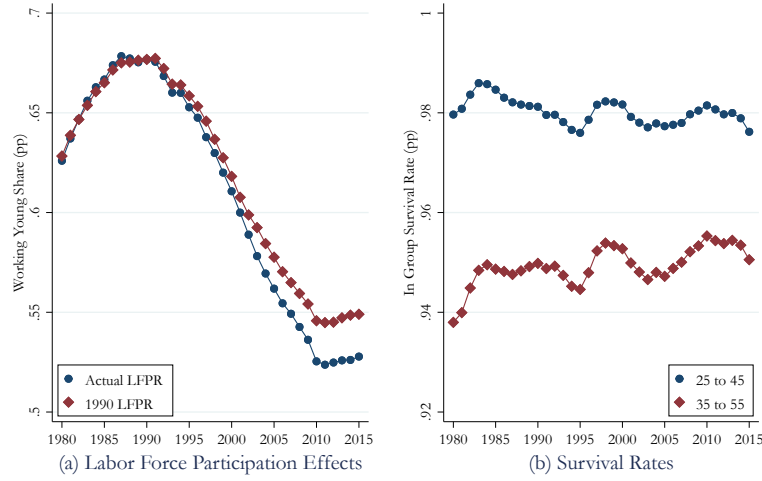 .7
.65
.6
.55
.5
Working Young Share (pp)
1980 1985 1990 1995 2000 2005 2010 2015
Actual LFPR
1990 LFPR
(a) Labor Force Participation Effects
1
.98
.96
.94
.92
In Group Survival Rate (pp)
1980 1985 1990 1995 2000 2005 2010 2015
25 to 45
35 to 55
(b) Survival Rates